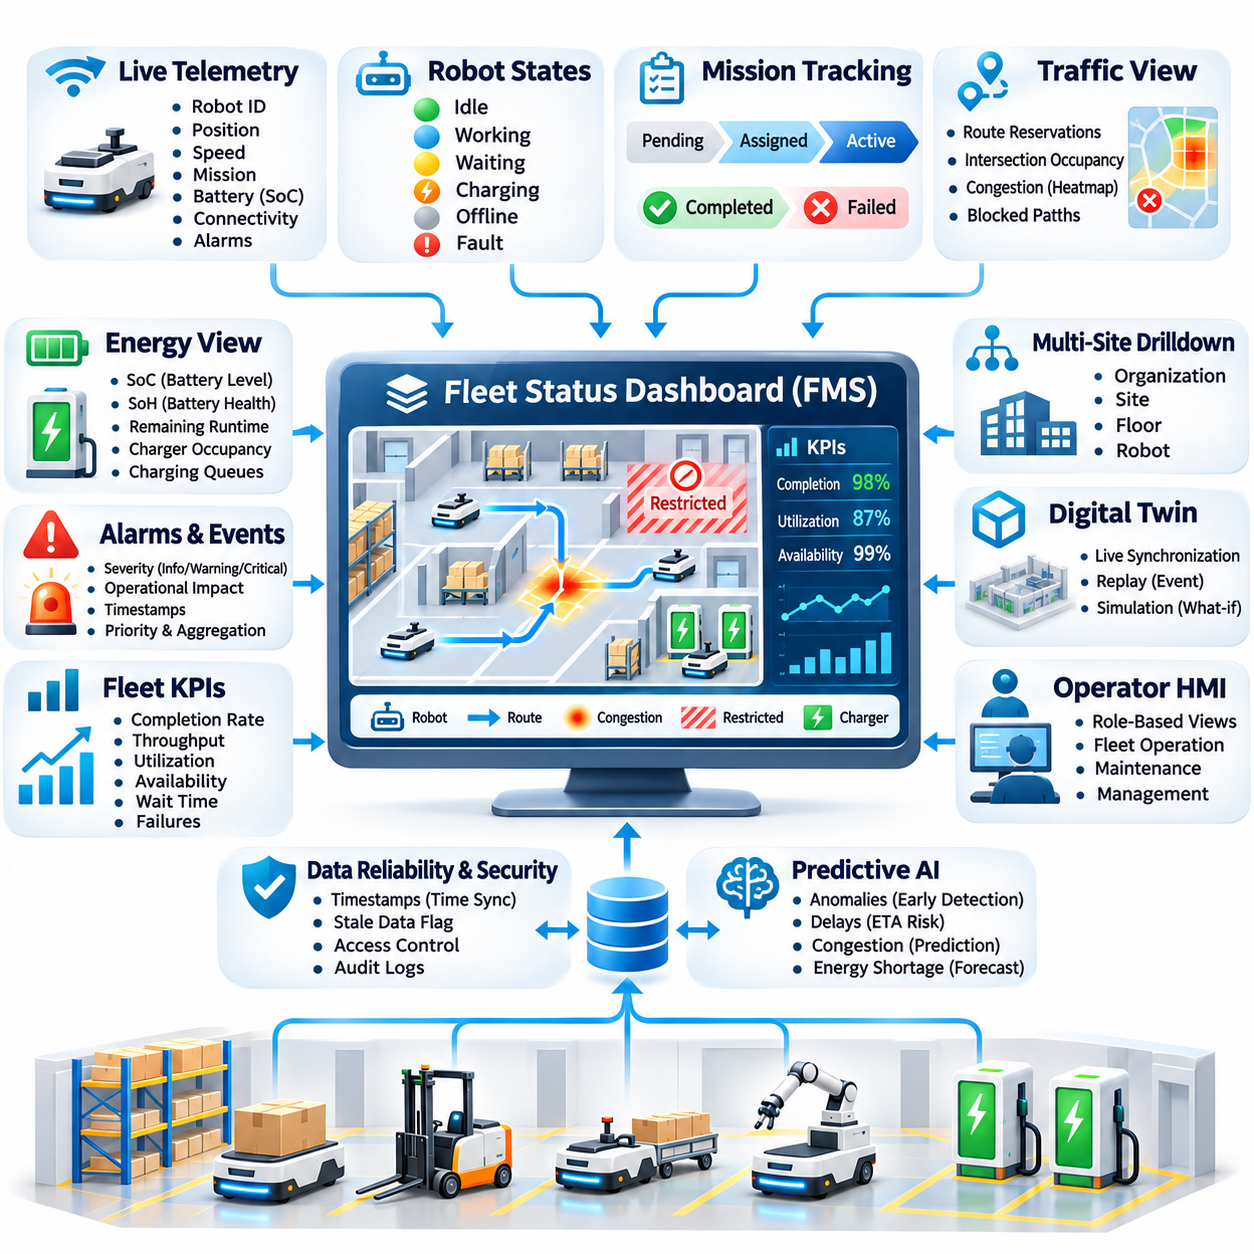 Live Telemetry
Robot ID
Position
Speed
Mission
Battery (SoC)
Connectivity
Alarms
Robot States
Idle
Working
Waiting
Charging
Offline
Fault
Mission Tracking
Pending
Assigned
Active
Completed
Failed
Traffic View
Route Reservations
Intersection Occupancy
Congestion (Heatmap)
Blocked Patths
Energy View
SoC (Battery Level)
SoH (Battery Health)
Remaining Runtime
Charger Occupancy
Charging Queues
Alarms & Events
Severity (Info/Warning/Critical)
Operational Impact
Timestamps
Priority & Aggregation
Fleet KPIs
Completion Rate
Throughput
Utilization
Availability
Wait Time
Failures
Fleet Status Dashboard (FMS)
Restricted
KPIs
Completion 98%
Utilization 87%
Availability 99%
Robot
Route
Congestion
Restricted
Charger
Multi-Site Drilldown
Organization
Site
Floor
Robot
Digital Twin
Live Synchronization
Replay (Event)
Simulation (What-if)
Operator HMI
Role-Based Views
Fleet Operation
Maintenance
Management
Data Reliability & Security
Timestamps (Time Sync)
Stale Data Flag
Access Control
Audit Logs
Predictive AI
Anomalies (Early Detection)
Delays (ETA Risk)
Congestion (Prediction)
Energy Shortage (Forecast)